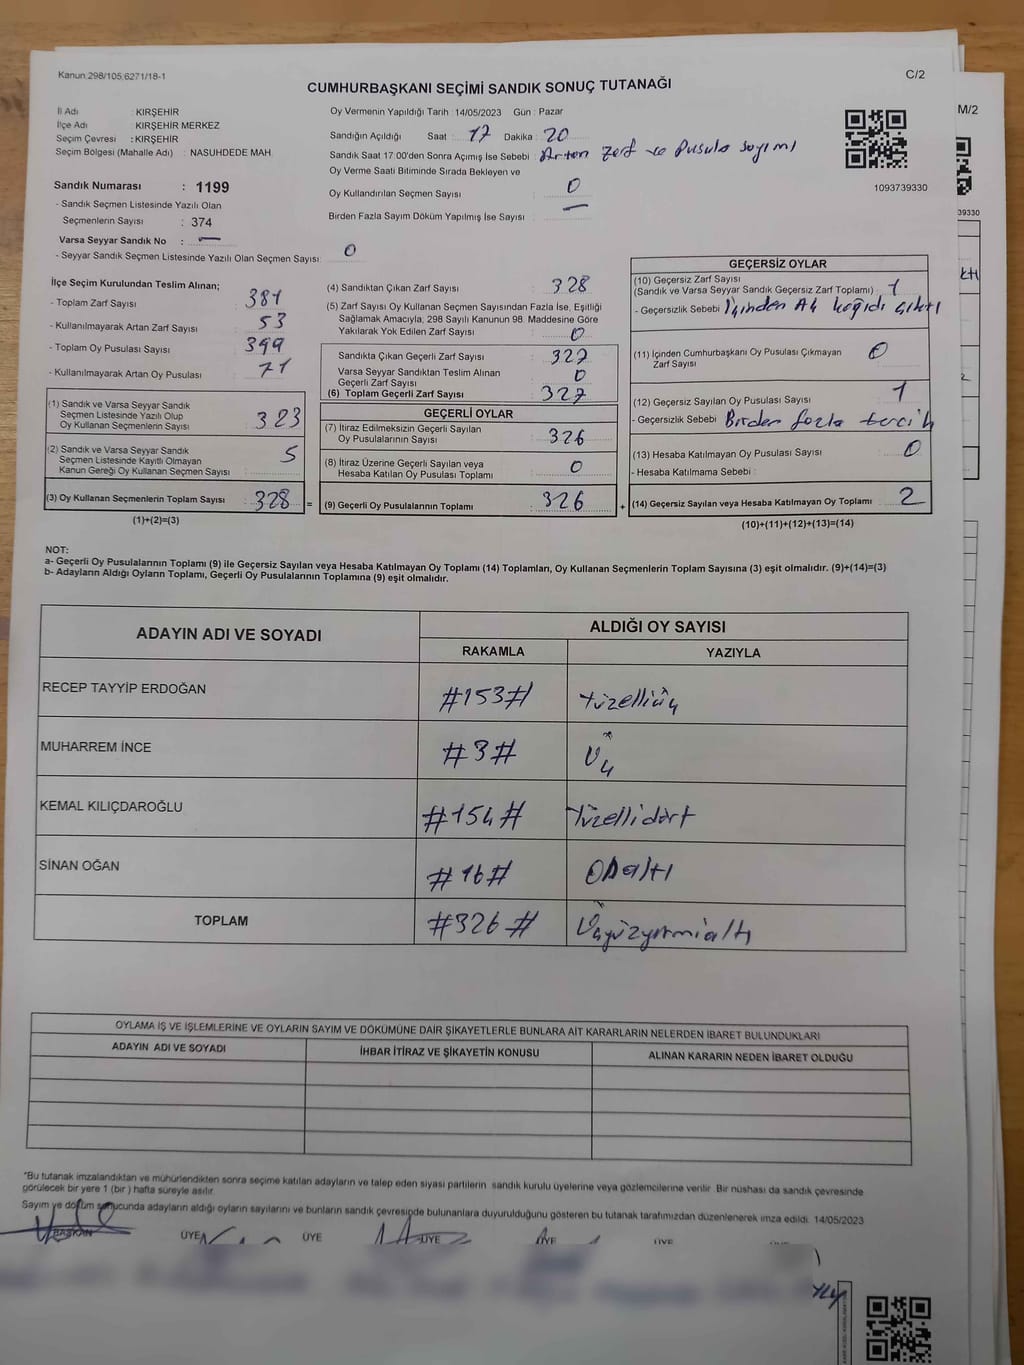 Kanun:298/105;6271/18-1
C/2
CUMHURBAŞKANI SEÇİMİ SANDIK SONUÇ TUTANAĞI
İl Adı : KIRŞEHİR
İlçe Adı : KIRŞEHİR MERKEZ
Seçim Çevresi : KIRŞEHİR
Seçim Bölgesi (Mahalle Adı) : NASUHDEDE MAH.
Sandık Numarası : 1199
- Sandık Seçmen Listesinde Yazılı Olan
Seçmenlerin Sayısı : 374
Varsa Seyyar Sandık No : —
- Seyyar Sandık Seçmen Listesinde Yazılı Olan Seçmen Sayısı: 0
Oy Vermenin Yapıldığı Tarih : 14/05/2023 Gün : Pazar
Sandığın Açıldığı Saat : 17 Dakika : 20
Sandık Saat 17:00'den Sonra Açımış İse Sebebi : Artan zarf ve Pusula sayımı
Oy Verme Saati Bitiminde Sırada Bekleyen ve
Oy Kullandırılan Seçmen Sayısı : 0
Birden Fazla Sayım Döküm Yapılmış İse Sayısı : —
1093739330
M/2
39330
İlçe Seçim Kurulundan Teslim Alınan;
- Toplam Zarf Sayısı : 381
- Kullanılmayarak Artan Zarf Sayısı : 53
- Toplam Oy Pusulası Sayısı : 399
- Kullanılmayarak Artan Oy Pusulası : 71
(1) Sandık ve Varsa Seyyar Sandık
Seçmen Listesinde Yazılı Olup
Oy Kullanan Seçmenlerin Sayısı : 323
(2) Sandık ve Varsa Seyyar Sandık
Seçmen Listesinde Kayıtlı Olmayan
Kanun Gereği Oy Kullanan Seçmen Sayısı : 5
(3) Oy Kullanan Seçmenlerin Toplam Sayısı : 328 =
(1)+(2)=(3)
(4) Sandıktan Çıkan Zarf Sayısı : 328
(5) Zarf Sayısı Oy Kullanan Seçmen Sayısından Fazla İse, Eşitliği
Sağlamak Amacıyla, 298 Sayılı Kanunun 98. Maddesine Göre
Yakılarak Yok Edilen Zarf Sayısı : 0
Sandıkta Çıkan Geçerli Zarf Sayısı : 327
Varsa Seyyar Sandıktan Teslim Alınan
Geçerli Zarf Sayısı : 0
(6) Toplam Geçerli Zarf Sayısı : 327
GEÇERLİ OYLAR
(7) İtiraz Edilmeksizin Geçerli Sayılan
Oy Pusulalarının Sayısı : 326
(8) İtiraz Üzerine Geçerli Sayılan veya
Hesaba Katılan Oy Pusulası Toplamı : 0
(9) Geçerli Oy Pusulalarının Toplamı : 326 +
GEÇERSİZ OYLAR
(10) Geçersiz Zarf Sayısı
(Sandık ve Varsa Seyyar Sandık Geçersiz Zarf Toplamı) : 1
- Geçersizlik Sebebi : İçinden A4 kağıdı çıktı
(11) İçinden Cumhurbaşkanı Oy Pusulası Çıkmayan
Zarf Sayısı : 0
(12) Geçersiz Sayılan Oy Pusulası Sayısı : 1
- Geçersizlik Sebebi : Birden fazla tercih
(13) Hesaba Katılmayan Oy Pusulası Sayısı : 0
- Hesaba Katılmama Sebebi :
(14) Geçersiz Sayılan veya Hesaba Katılmayan Oy Toplamı : 2
(10)+(11)+(12)+(13)=(14)
NOT:
a- Geçerli Oy Pusulalarının Toplamı (9) ile Geçersiz Sayılan veya Hesaba Katılmayan Oy Toplamı (14) Toplamları, Oy Kullanan Seçmenlerin Toplam Sayısına (3) eşit olmalıdır. (9)+(14)=(3)
b- Adayların Aldığı Oyların Toplamı, Geçerli Oy Pusulalarının Toplamına (9) eşit olmalıdır.
ADAYIN ADI VE SOYADI
ALDIĞI OY SAYISI
RAKAMLA YAZIYLA
RECEP TAYYİP ERDOĞAN #153# Yüzelliüç
MUHARREM İNCE #3# Üç
KEMAL KILIÇDAROĞLU #154# Yüzellidört
SİNAN OĞAN #16# Onaltı
TOPLAM #326# Üçyüzyirmialtı
OYLAMA İŞ VE İŞLEMLERİNE VE OYLARIN SAYIM VE DÖKÜMÜNE DAİR ŞİKAYETLERLE BUNLARA AİT KARARLARIN NELERDEN İBARET BULUNDUKLARI
ADAYIN ADI VE SOYADI İHBAR İTİRAZ VE ŞİKAYETİN KONUSU ALINAN KARARIN NEDEN İBARET OLDUĞU
*Bu tutanak imzalandıktan ve mühürlendikten sonra seçime katılan adayların ve talep eden siyasi partilerin sandık kurulu üyelerine veya gözlemcilerine verilir. Bir nüshası da sandık çevresinde
görülecek bir yere 1 (bir) hafta süreyle asılır.
Sayım ve döküm sonucunda adayların aldığı oyların sayılarını ve bunların sandık çevresinde bulunanlara duyurulduğunu gösteren bu tutanak tarafımızdan düzenlenerek imza edildi. 14/05/2023
BAŞKAN ÜYE ÜYE ÜYE ÜYE ÜYE